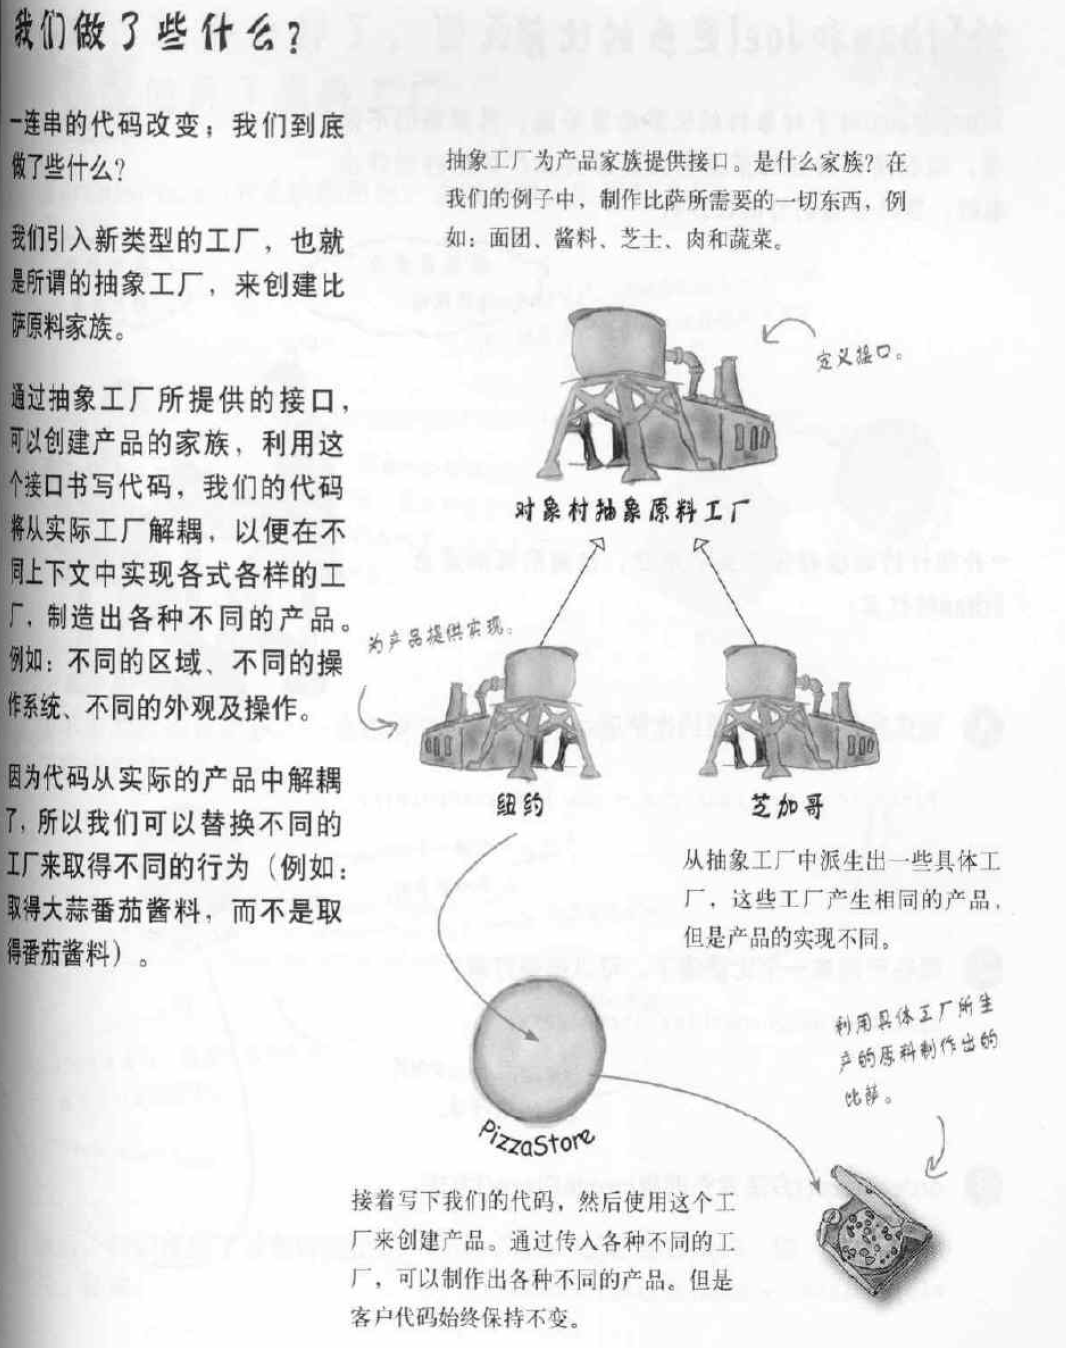 我们做了些什么？
一连串的代码改变；我们到底
做了些什么？
我们引入新类型的工厂，也就
是所谓的抽象工厂，来创建比
萨原料家族。
通过抽象工厂所提供的接口，
可以创建产品的家族，利用这
个接口书写代码，我们的代码
将从实际工厂解耦，以便在不
同上下文中实现各式各样的工
厂，制造出各种不同的产品。
例如：不同的区域、不同的操
作系统、不同的外观及操作。
因为代码从实际的产品中解耦
了，所以我们可以替换不同的
工厂来取得不同的行为（例如：
取得大蒜番茄酱料，而不是取
得番茄酱料）。
抽象工厂为产品家族提供接口。是什么家族？在
我们的例子中，制作比萨所需要的一切东西，例
如：面团、酱料、芝士、肉和蔬菜。
定义接口。
对象村抽象原料工厂
为产品提供实现。
纽约
芝加哥
从抽象工厂中派生出一些具体工
厂，这些工厂产生相同的产品，
但是产品的实现不同。
利用具体工厂所生
产的原料制作出的
比萨。
PizzaStore
接着写下我们的代码，然后使用这个工
厂来创建产品。通过传入各种不同的工
厂，可以制作出各种不同的产品。但是
客户代码始终保持不变。